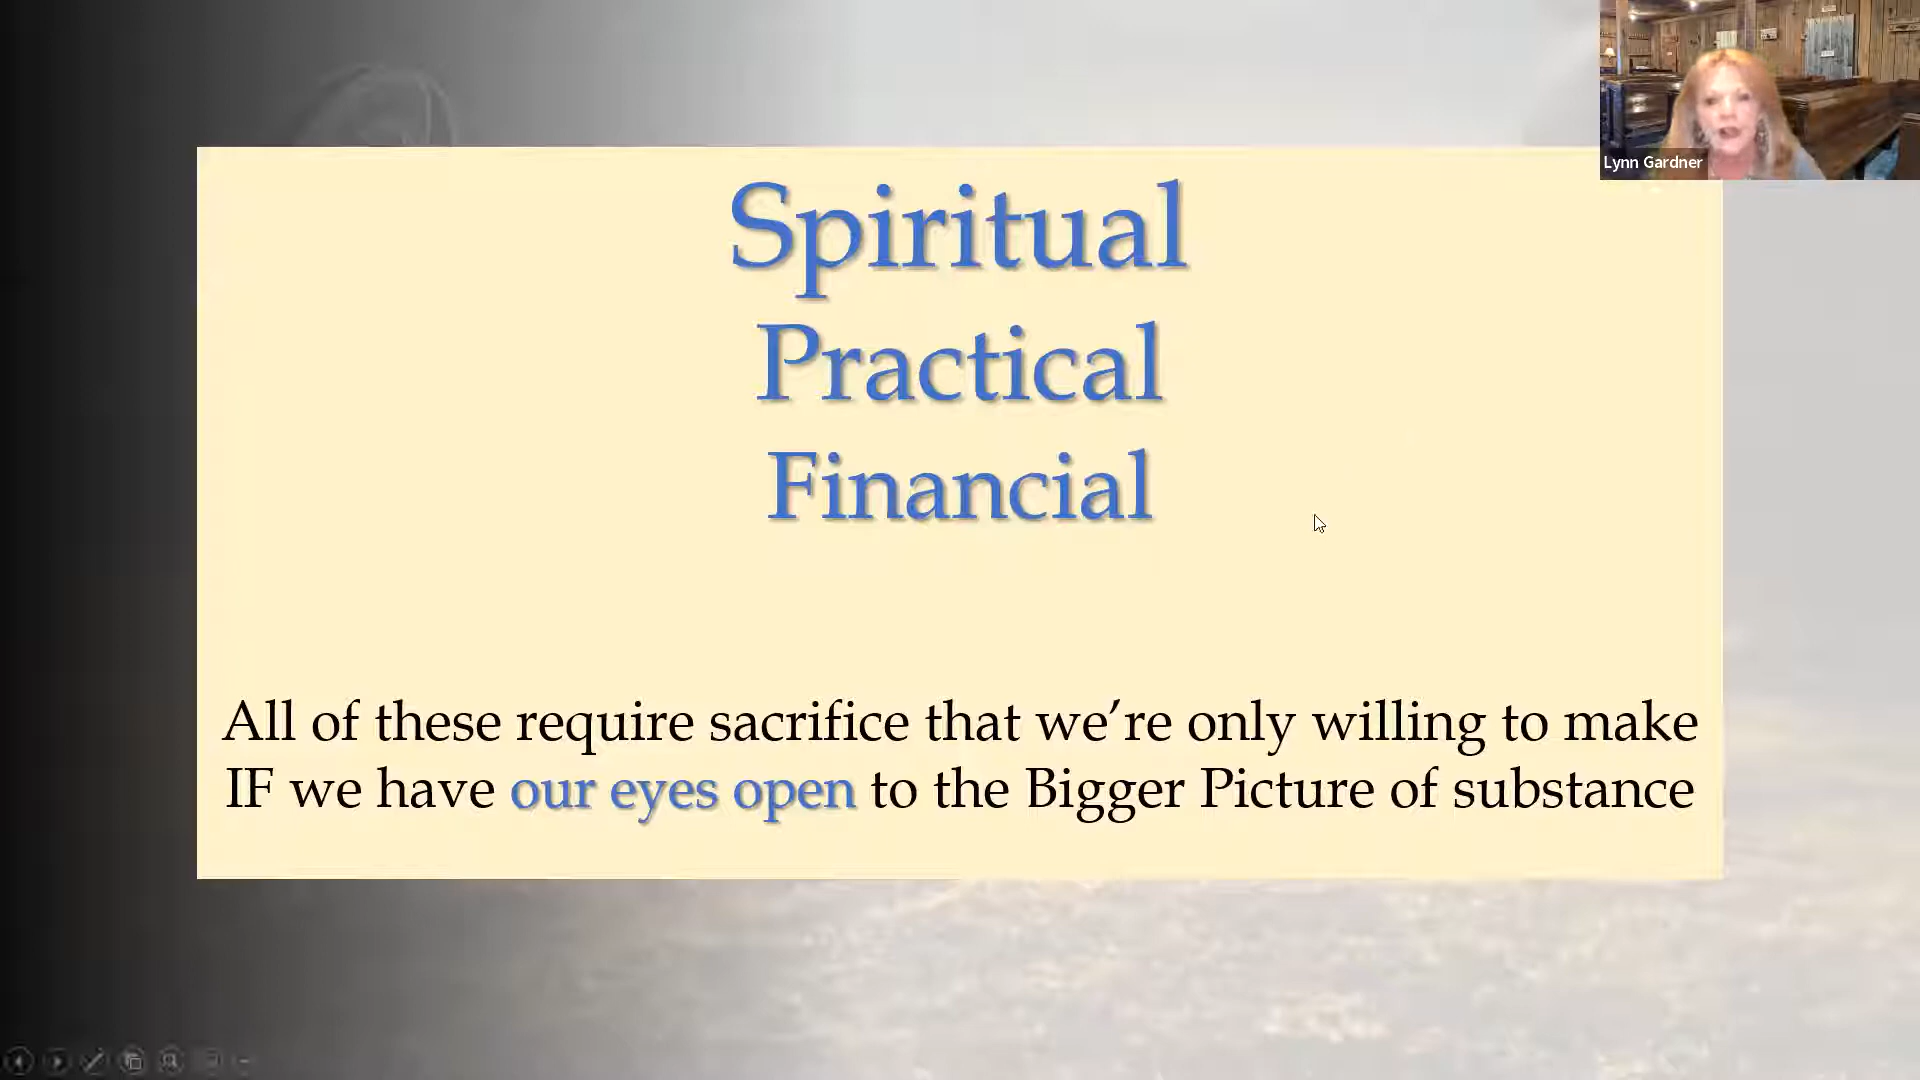 Lynn Gardner
Spiritual
Practical
Financial
All of these require sacrifice that we’re only willing to make
IF we have our eyes open to the Bigger Picture of substance